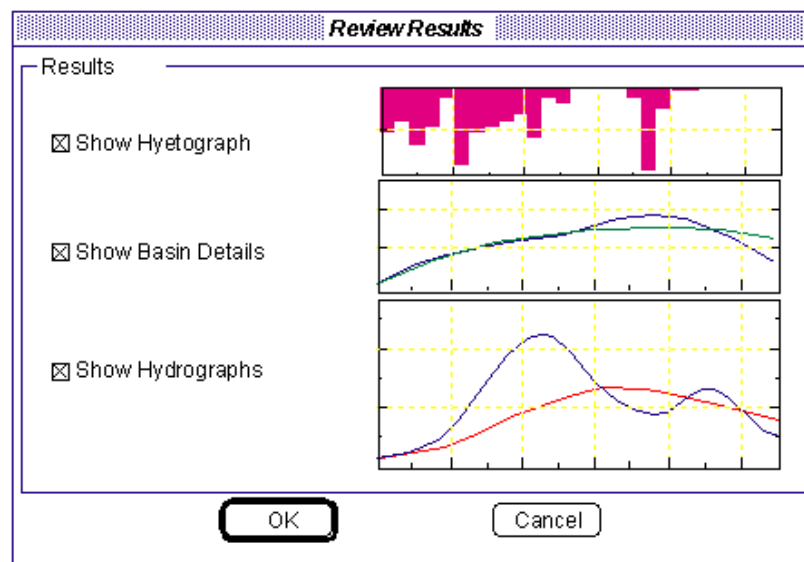 Review Results
Results
Show Hyetograph
Show Basin Details
Show Hydrographs
OK
Cancel